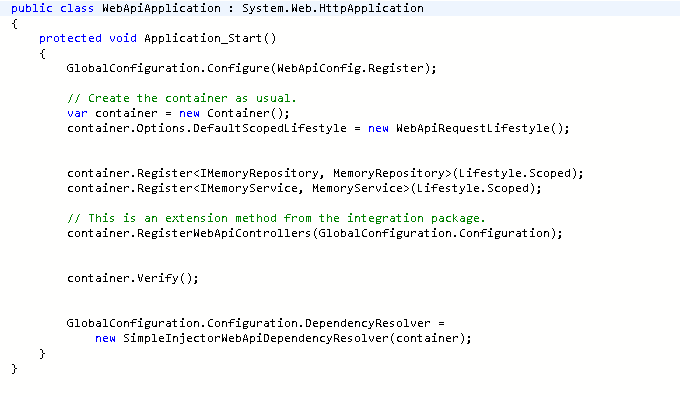 public class WebApiApplication : System.Web.HttpApplication
{
    protected void Application_Start()
    {
        GlobalConfiguration.Configure(WebApiConfig.Register);
        // Create the container as usual.
        var container = new Container();
        container.Options.DefaultScopedLifestyle = new WebApiRequestLifestyle();
        container.Register<IMemoryRepository, MemoryRepository>(Lifestyle.Scoped);
        container.Register<IMemoryService, MemoryService>(Lifestyle.Scoped);
        // This is an extension method from the integration package.
        container.RegisterWebApiControllers(GlobalConfiguration.Configuration);
        container.Verify();
        GlobalConfiguration.Configuration.DependencyResolver =
            new SimpleInjectorWebApiDependencyResolver(container);
    }
}